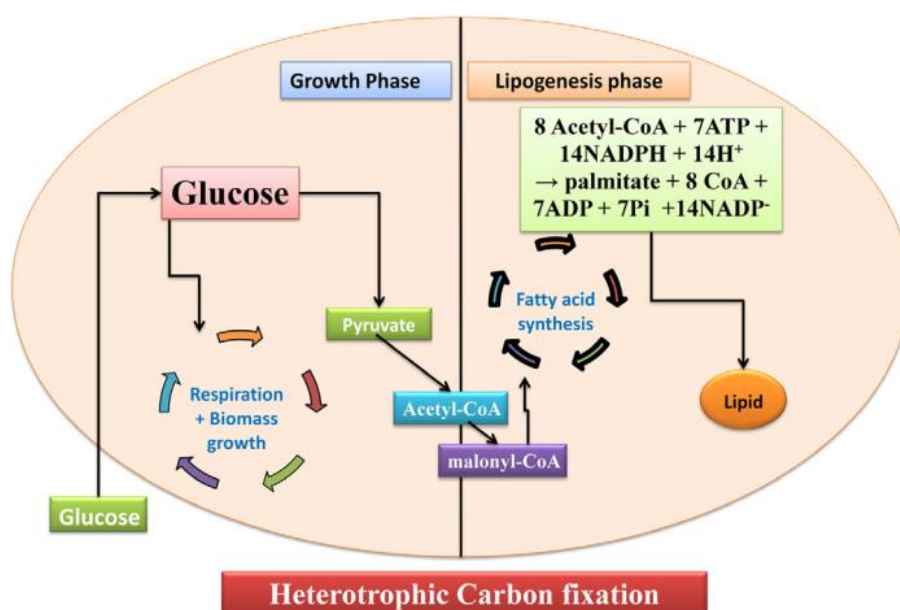 Growth Phase
Lipogenesis phase
8 Acetyl-CoA + 7ATP +
14NADPH + 14H⁺
→ palmitate + 8 CoA +
7ADP + 7Pi +14NADP⁻
Glucose
Pyruvate
Fatty acid
synthesis
Respiration
+ Biomass
growth
Acetyl-CoA
malonyl-CoA
Lipid
Glucose
Heterotrophic Carbon fixation